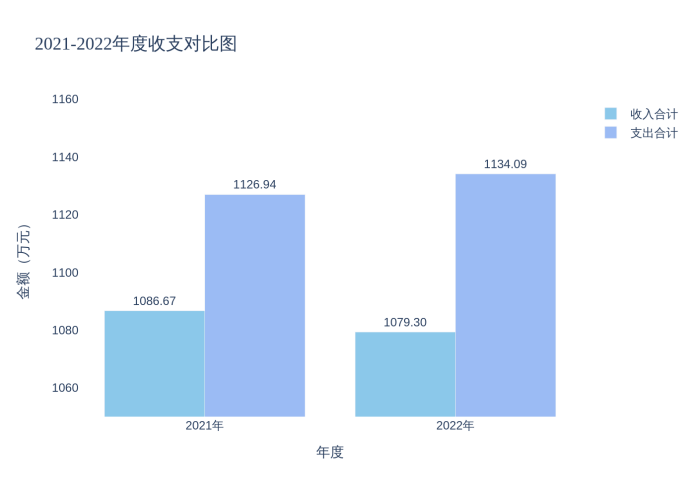 2021-2022年度收支对比图
1160
1140
1120
1100
1080
1060
金额（万元）
收入合计
支出合计
1086.67
1126.94
1079.30
1134.09
2021年
2022年
年度